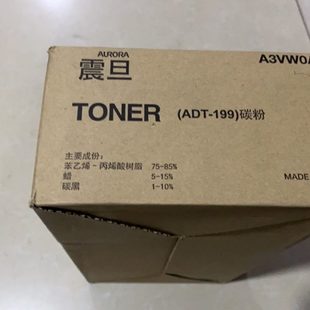 AURORA
震旦
A3VW0
TONER (ADT-199)碳粉
主要成份:
苯乙烯-丙烯酸树脂 75-85%
蜡 5-15%
碳黑 1-10%
MADE